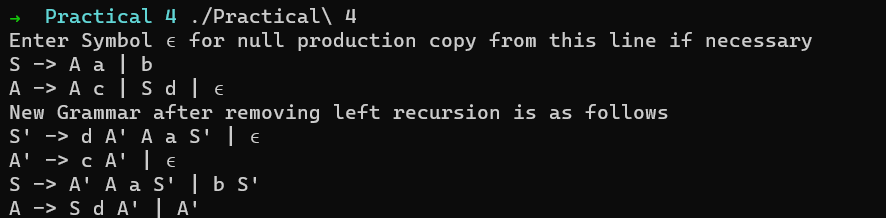 → Practical 4 ./Practical\ 4
Enter Symbol ϵ for null production copy from this line if necessary
S -> A a | b
A -> A c | S d | ϵ
New Grammar after removing left recursion is as follows
S' -> d A' A a S' | ϵ
A' -> c A' | ϵ
S -> A' A a S' | b S'
A -> S d A' | A'